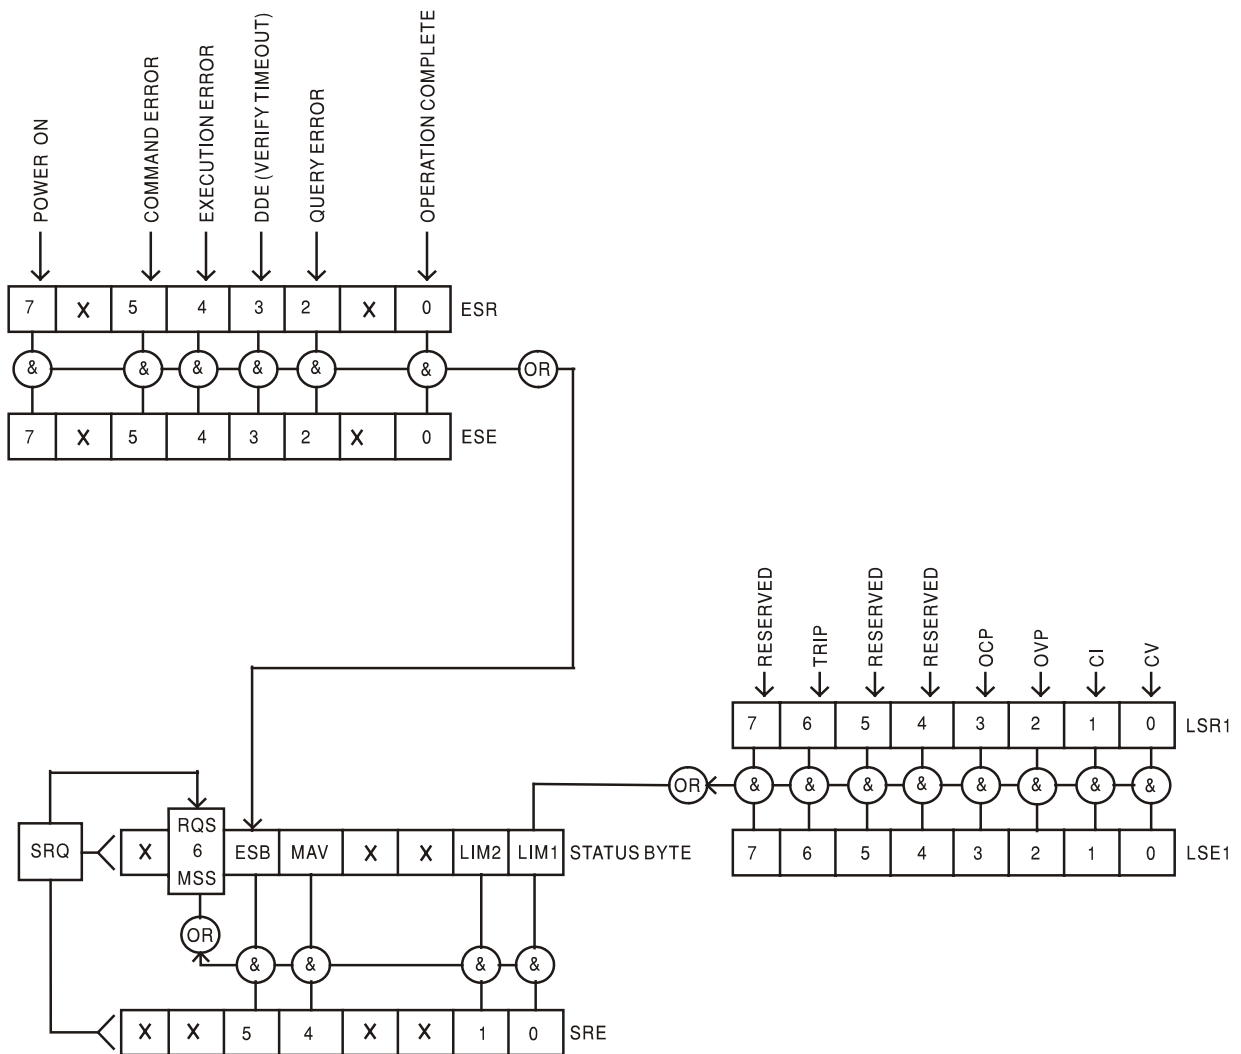 POWER ON
COMMAND ERROR
EXECUTION ERROR
DDE (VERIFY TIMEOUT)
QUERY ERROR
OPERATION COMPLETE
7 X 5 4 3 2 X 0 ESR
& & & & & & OR
7 X 5 4 3 2 X 0 ESE
RESERVED
TRIP
RESERVED
RESERVED
OCP
OVP
CI
CV
7 6 5 4 3 2 1 0 LSR1
OR & & & & & & & &
7 6 5 4 3 2 1 0 LSE1
SRQ
X
RQS
6
MSS
ESB MAV X X LIM2 LIM1 STATUS BYTE
OR
& & & &
X X 5 4 X X 1 0 SRE